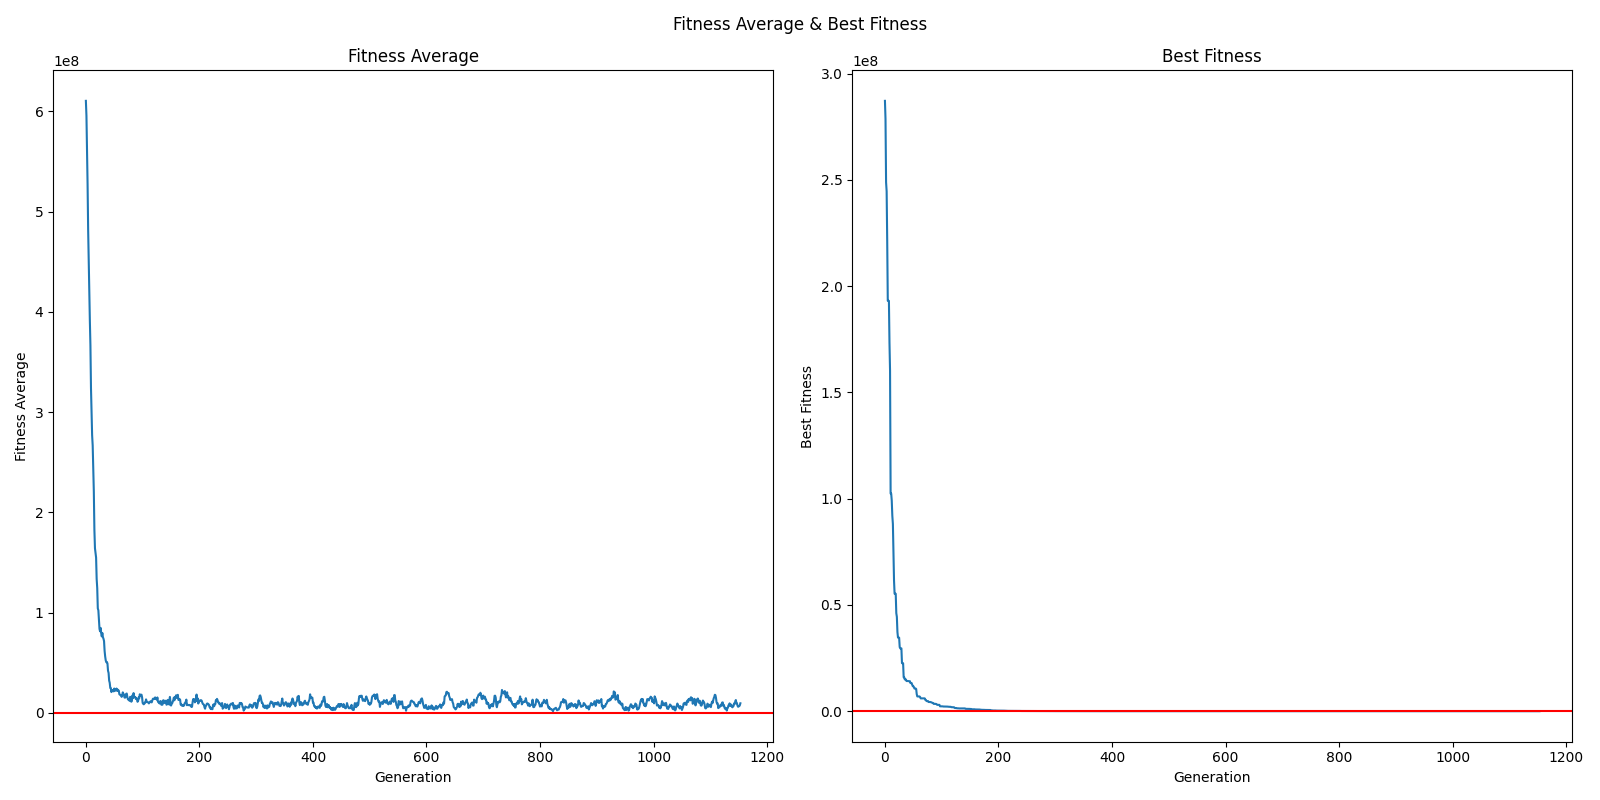 Fitness Average & Best Fitness
Fitness Average
1e8
6
5
4
3
2
1
0
Fitness Average
0 200 400 600 800 1000 1200
Generation
Best Fitness
1e8
3.0
2.5
2.0
1.5
1.0
0.5
0.0
Best Fitness
0 200 400 600 800 1000 1200
Generation